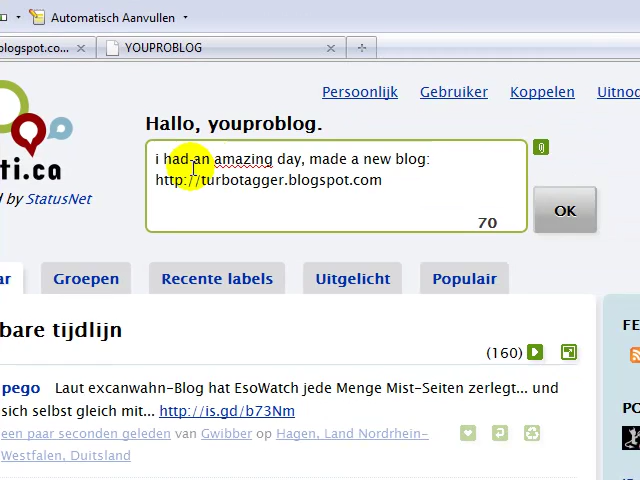 Automatisch Aanvullen
blogspot.co... YOUPROBLOG
Persoonlijk Gebruiker Koppelen
Hallo, youproblog.
i had an amazing day, made a new blog:
http://turbotagger.blogspot.com
ti.ca
by StatusNet
70
OK
Groepen Recente labels Uitgelicht Populair
bare tijdlijn
(160)
pego Laut excanwahn-Blog hat EsoWatch jede Menge Mist-Seiten zerlegt... und
sich selbst gleich mit... http://is.gd/b73Nm
een paar seconden geleden van Gwibber op Hagen, Land Nordrhein-
Westfalen, Duitsland